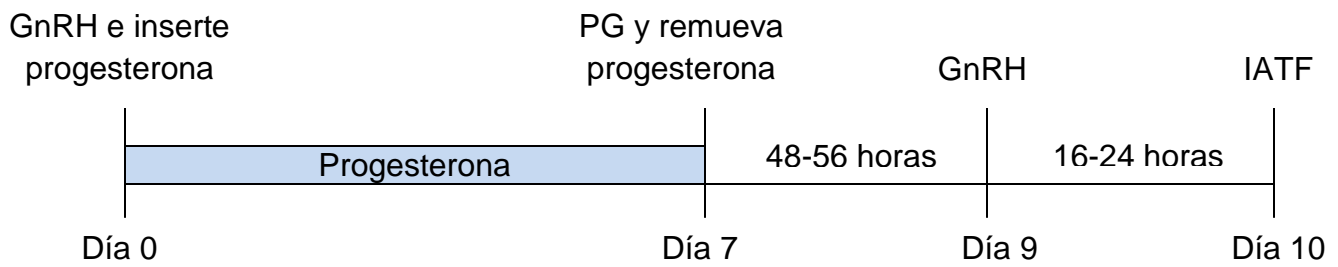 GnRH e inserte
progesterona
PG y remueva
progesterona
GnRH
IATF
Progesterona
48-56 horas
16-24 horas
Día 0
Día 7
Día 9
Día 10